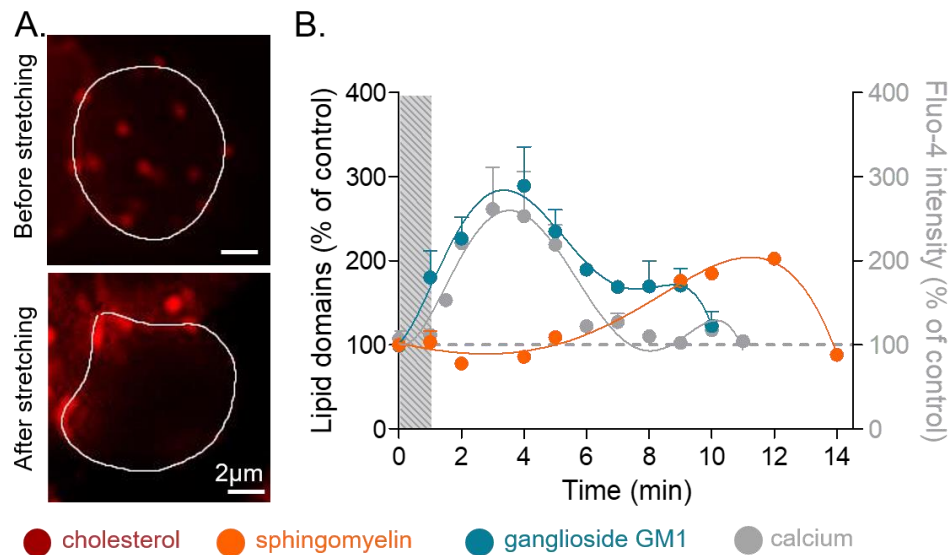 A.
Before stretching
After stretching
2µm
B.
Lipid domains (% of control)
400
300
200
100
0
0 2 4 6 8 10 12 14
Time (min)
400
300
200
100
0
Fluo-4 intensity (% of control)
cholesterol sphingomyelin ganglioside GM1 calcium